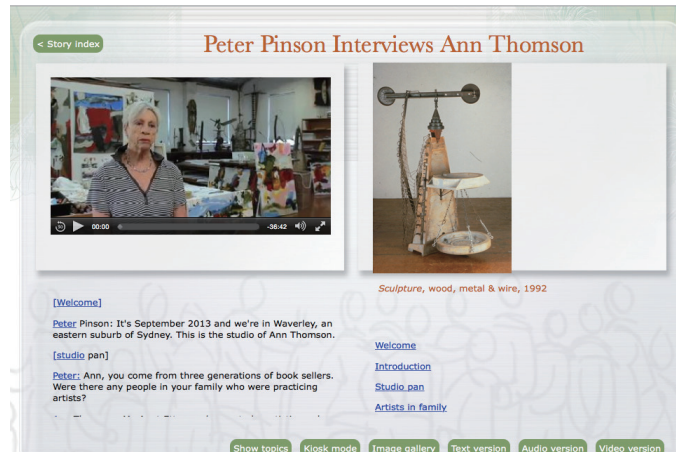 < Story Index
Peter Pinson Interviews Ann Thomson
30
00:00
-36:42
Sculpture, wood, metal & wire, 1992
[Welcome]
Peter Pinson: It's September 2013 and we're in Waverley, an
eastern suburb of Sydney. This is the studio of Ann Thomson.
[studio pan]
Peter: Ann, you come from three generations of book sellers.
Were there any people in your family who were practicing
artists?
Welcome
Introduction
Studio pan
Artists in family
Show topics
Kiosk mode
Image gallery
Text version
Audio version
Video version